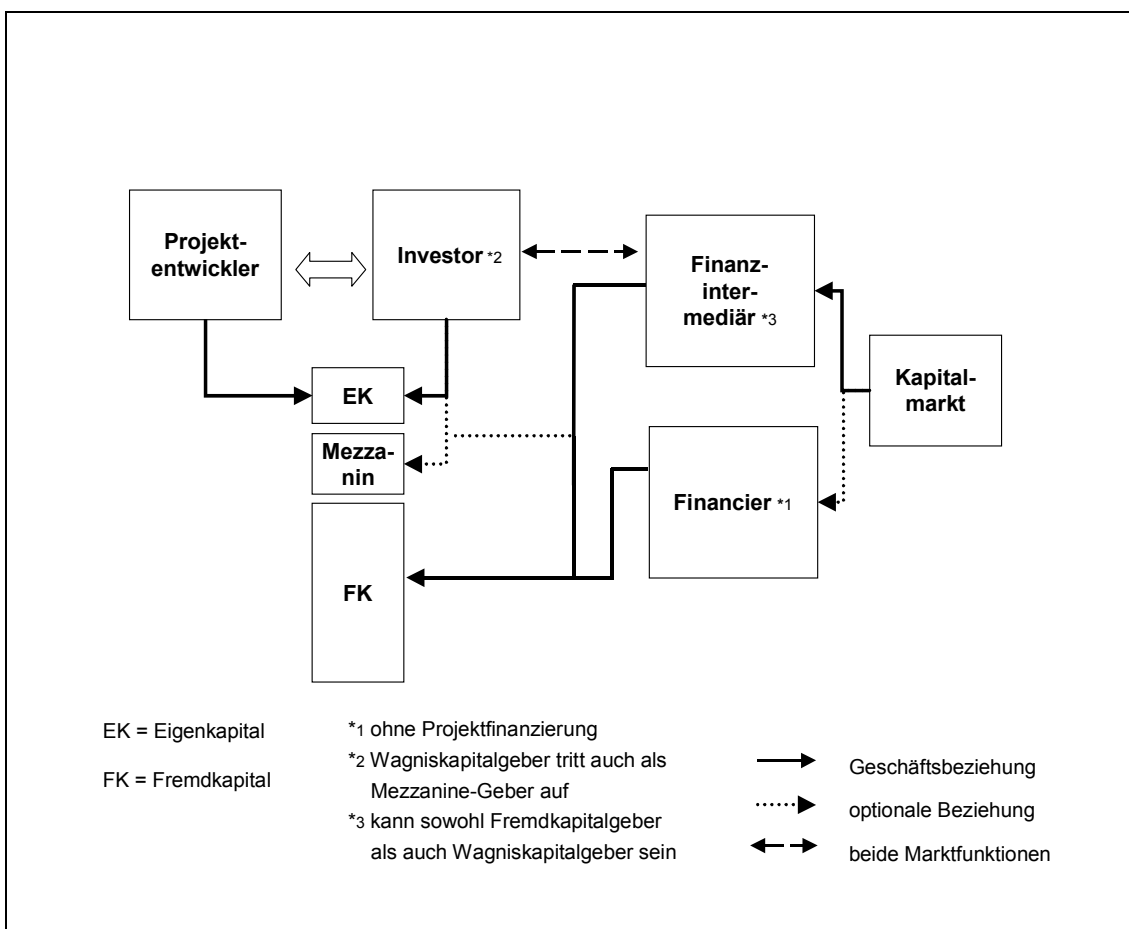 Projekt-
entwickler
Investor *2
Finanz-
inter-
mediär *3
Kapital-
markt
EK
Mezza-
nin
Financier *1
FK
EK = Eigenkapital
FK = Fremdkapital
*1 ohne Projektfinanzierung
*2 Wagniskapitalgeber tritt auch als
Mezzanine-Geber auf
*3 kann sowohl Fremdkapitalgeber
als auch Wagniskapitalgeber sein
Geschäftsbeziehung
optionale Beziehung
beide Marktfunktionen